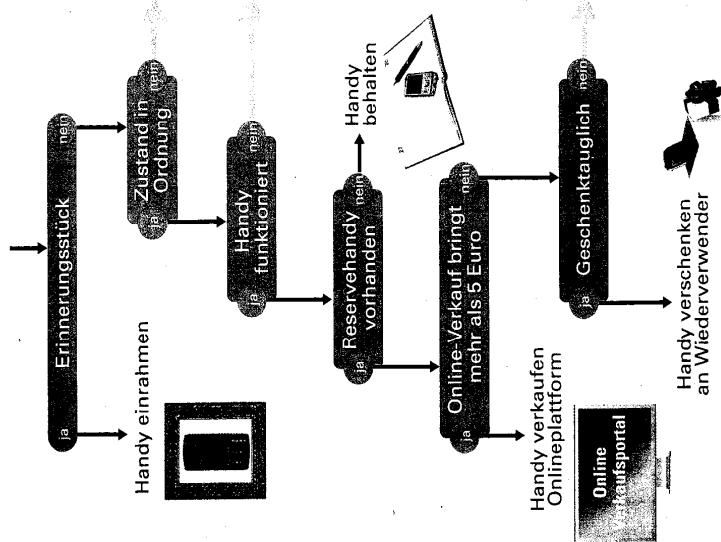 Erinnerungsstück
ja
nein
Handy einrahmen
Zustand in
Ordnung
ja
nein
Handy
funktioniert
ja
nein
Reservehandy
vorhanden
ja
nein
Handy
behalten
Online-Verkauf bringt
mehr als 5 Euro
ja
nein
Handy verkaufen
Onlineplattform
Online
Verkaufsportal
Geschenktauglich
ja
nein
Handy verschenken
an Wiederverwender